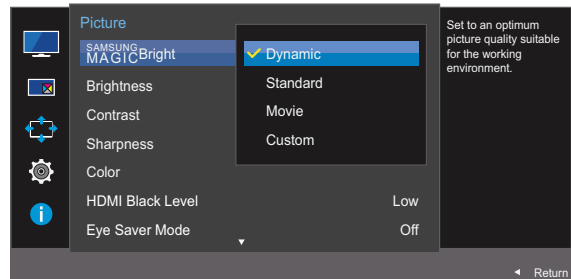 Picture
SAMSUNG
MAGICBright
Dynamic
Brightness
Standard
Contrast
Movie
Sharpness
Custom
Color
HDMI Black Level Low
Eye Saver Mode Off
Set to an optimum
picture quality suitable
for the working
environment.
Return